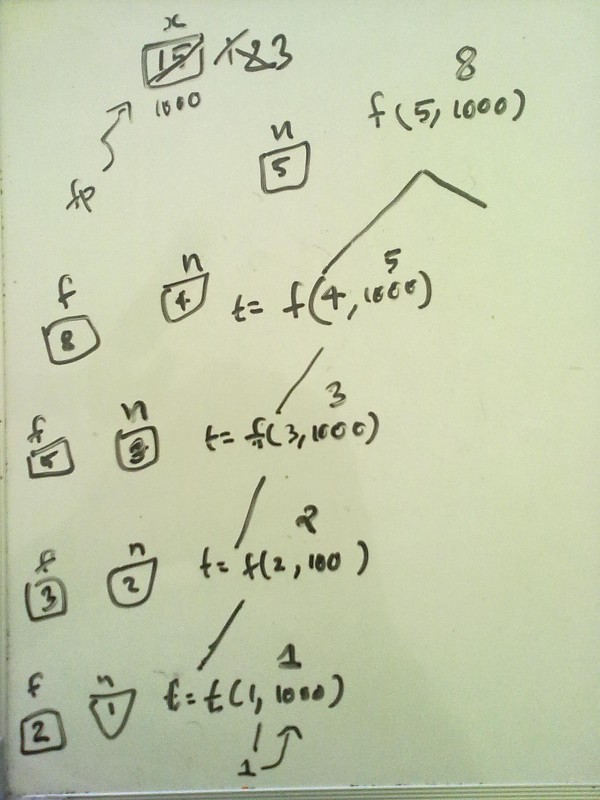 x
15 1 2 3
1000
8
f(5,1000)
n
5
fp
5
f n
8 4 t= f(4,1000)
3
f n
5 3 t= f(3,1000)
2
f n
3 2 t= f(2,100)
1
f n
2 1 t= f(1,1000)
1